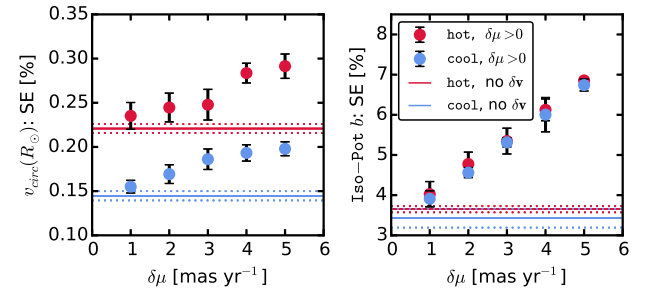 0.35
0.30
0.25
0.20
0.15
0.10
v_circ(R_⊙): SE [%]
0 1 2 3 4 5 6
δμ [mas yr⁻¹]
8
7
6
5
4
3
Iso-Pot b: SE [%]
hot, δμ>0
cool, δμ>0
hot, no δv
cool, no δv
0 1 2 3 4 5 6
δμ [mas yr⁻¹]